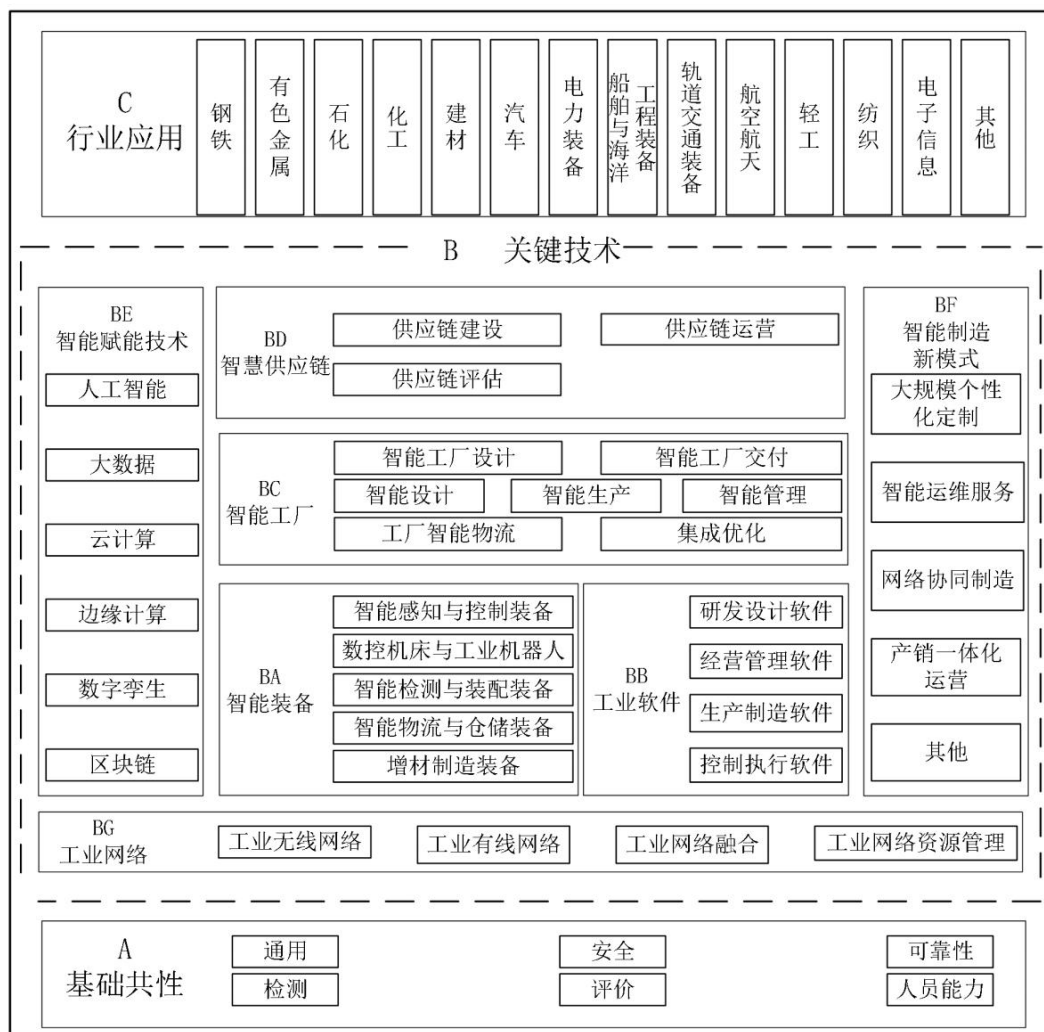 C
行业应用
钢铁
有色金属
石化
化工
建材
汽车
电力装备
船舶与海洋
工程装备
轨道交通装备
航空航天
轻工
纺织
电子信息
其他
B 关键技术
BE
智能赋能技术
人工智能
大数据
云计算
边缘计算
数字孪生
区块链
BD
智慧供应链
供应链建设
供应链运营
供应链评估
BC
智能工厂
智能工厂设计
智能工厂交付
智能设计
智能生产
智能管理
工厂智能物流
集成优化
BA
智能装备
智能感知与控制装备
数控机床与工业机器人
智能检测与装配装备
智能物流与仓储装备
增材制造装备
BB
工业软件
研发设计软件
经营管理软件
生产制造软件
控制执行软件
BF
智能制造
新模式
大规模个性
化定制
智能运维服务
网络协同制造
产销一体化
运营
其他
BG
工业网络
工业无线网络
工业有线网络
工业网络融合
工业网络资源管理
A
基础共性
通用
安全
可靠性
检测
评价
人员能力